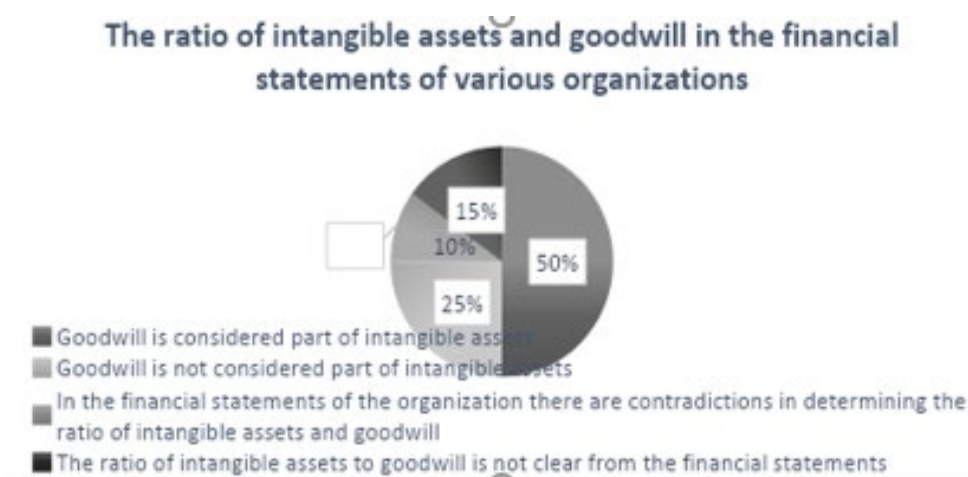 The ratio of intangible assets and goodwill in the financial
statements of various organizations
15%
10%
50%
25%
Goodwill is considered part of intangible assets
Goodwill is not considered part of intangible assets
In the financial statements of the organization there are contradictions in determining the
ratio of intangible assets and goodwill
The ratio of intangible assets to goodwill is not clear from the financial statements